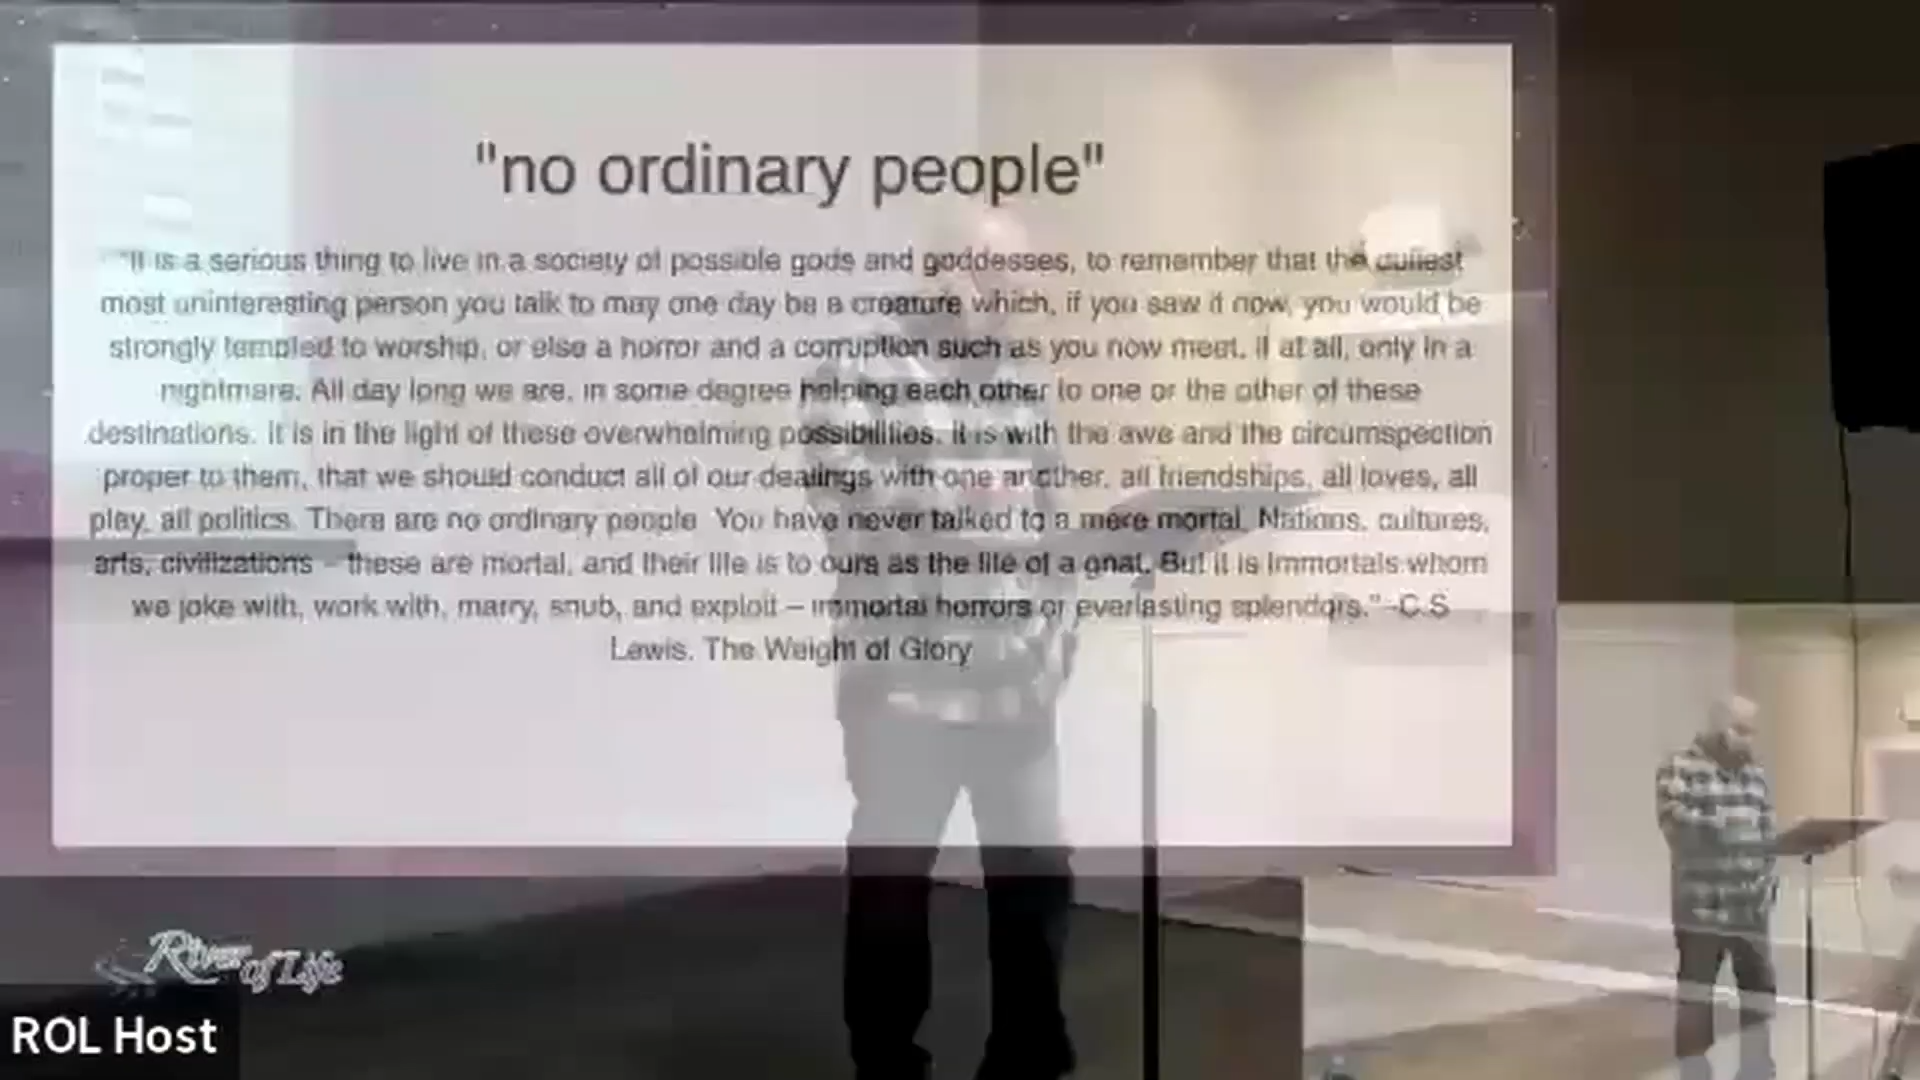 "no ordinary people"
"It is a serious thing to live in a society of possible gods and goddesses, to remember that the dullest
most uninteresting person you talk to may one day be a creature which, if you saw it now, you would be
strongly tempted to worship, or else a horror and a corruption such as you now meet, if at all, only in a
nightmare. All day long we are, in some degree helping each other to one or the other of these
destinations. It is in the light of these overwhelming possibilities, it is with the awe and the circumspection
proper to them, that we should conduct all of our dealings with one another, all friendships, all loves, all
play, all politics. There are no ordinary people. You have never talked to a mere mortal. Nations, cultures,
arts, civilizations – these are mortal, and their life is to ours as the life of a gnat. But it is immortals whom
we joke with, work with, marry, snub, and exploit – immortal horrors or everlasting splendors." -C.S
Lewis, The Weight of Glory
River of Life
ROL Host